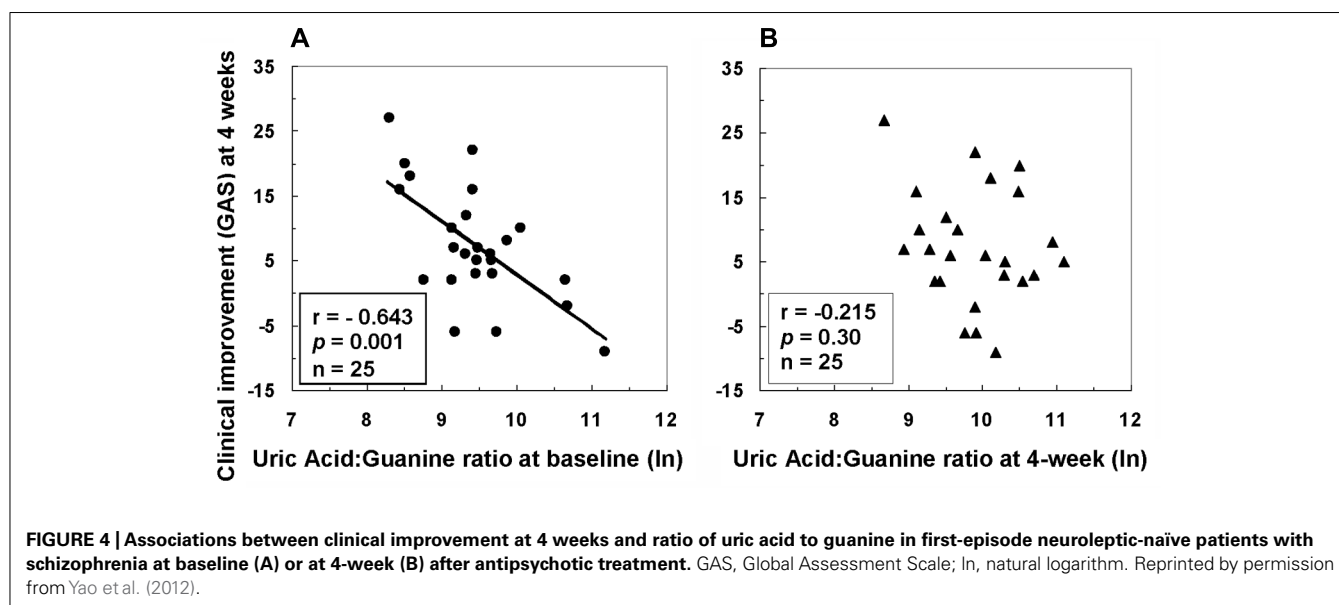 A
B
Clinical improvement (GAS) at 4 weeks
35
25
15
5
-5
-15
r = - 0.643
p = 0.001
n = 25
7 8 9 10 11 12
Uric Acid:Guanine ratio at baseline (ln)
35
25
15
5
-5
-15
r = -0.215
p = 0.30
n = 25
7 8 9 10 11 12
Uric Acid:Guanine ratio at 4-week (ln)
FIGURE 4 | Associations between clinical improvement at 4 weeks and ratio of uric acid to guanine in first-episode neuroleptic-naïve patients with
schizophrenia at baseline (A) or at 4-week (B) after antipsychotic treatment. GAS, Global Assessment Scale; ln, natural logarithm. Reprinted by permission
from Yao et al. (2012).